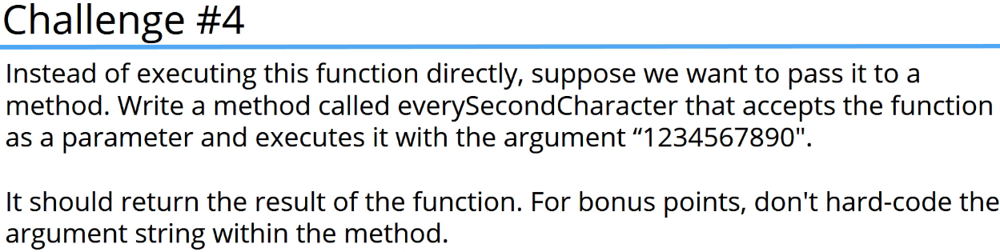 Challenge #4
Instead of executing this function directly, suppose we want to pass it to a
method. Write a method called everySecondCharacter that accepts the function
as a parameter and executes it with the argument “1234567890".
It should return the result of the function. For bonus points, don't hard-code the
argument string within the method.